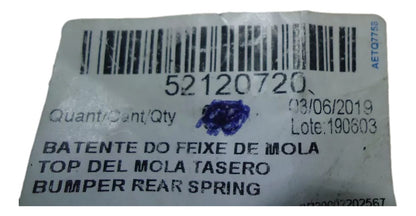 AETQ7758
52120720
Quant/Cant/Qty
03/06/2019
Lote:190603
BATENTE DO FEIXE DE MOLA
TOP DEL MOLA TASERO
BUMPER REAR SPRING